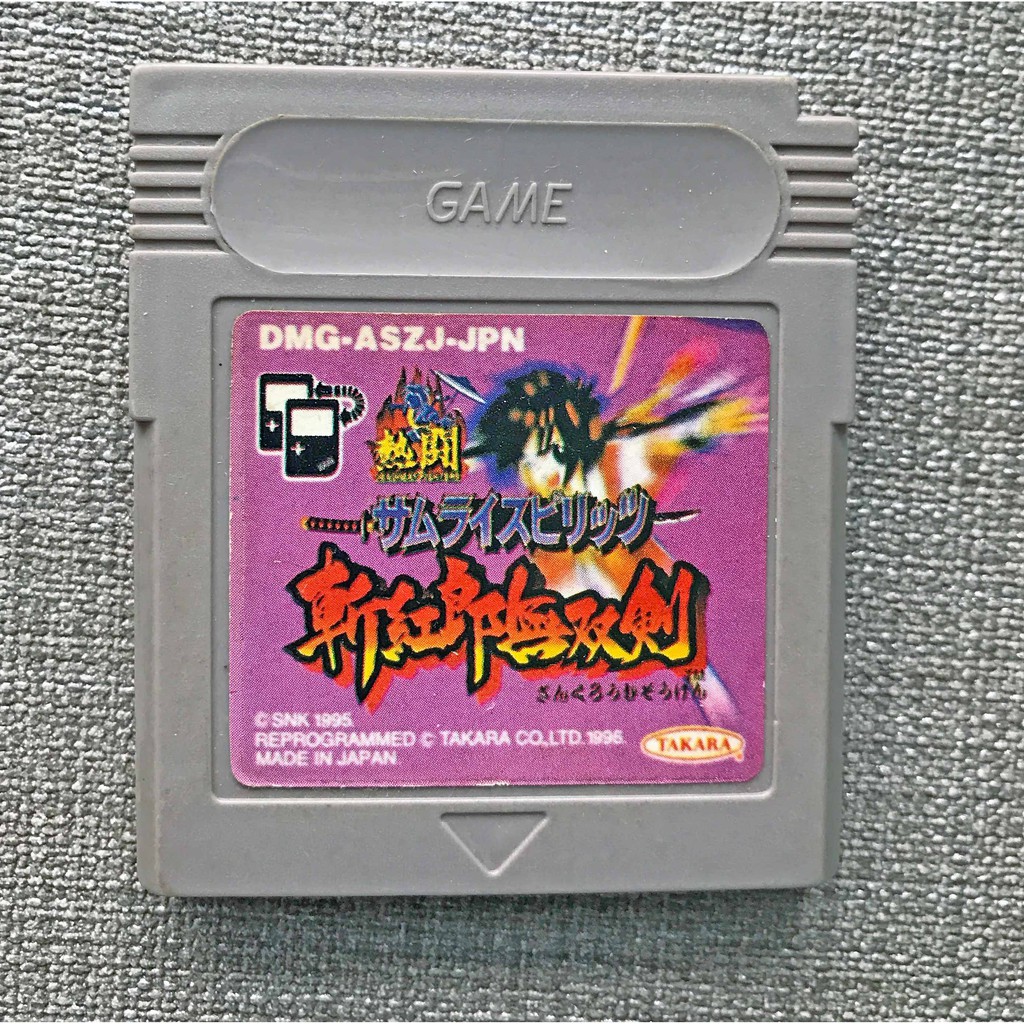 GAME
DMG-ASZJ-JPN
熱闘
サムライスピリッツ
斬紅郎無双剣
TM
ざんくろうむそうけん
© SNK 1995.
REPROGRAMMED © TAKARA CO.,LTD. 1996.
MADE IN JAPAN
TAKARA